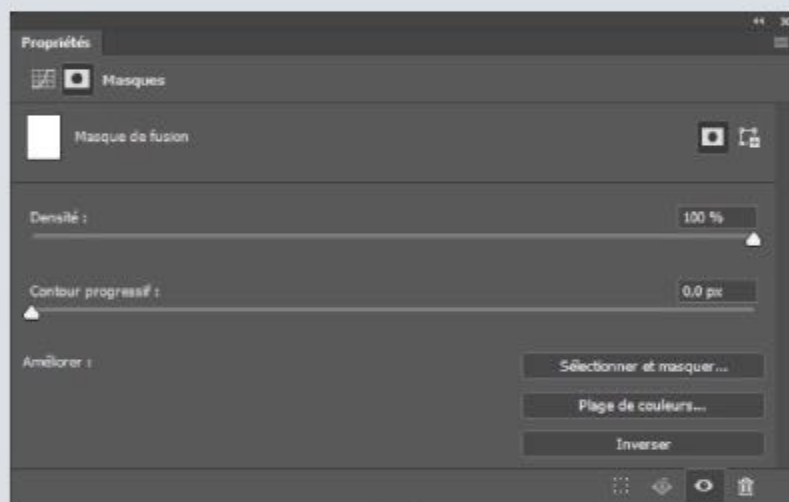 Propriétés
Masques
Masque de fusion
Densité :
100 %
Contour progressif :
0,0 px
Améliorer :
Sélectionner et masquer...
Plage de couleurs...
Inverser